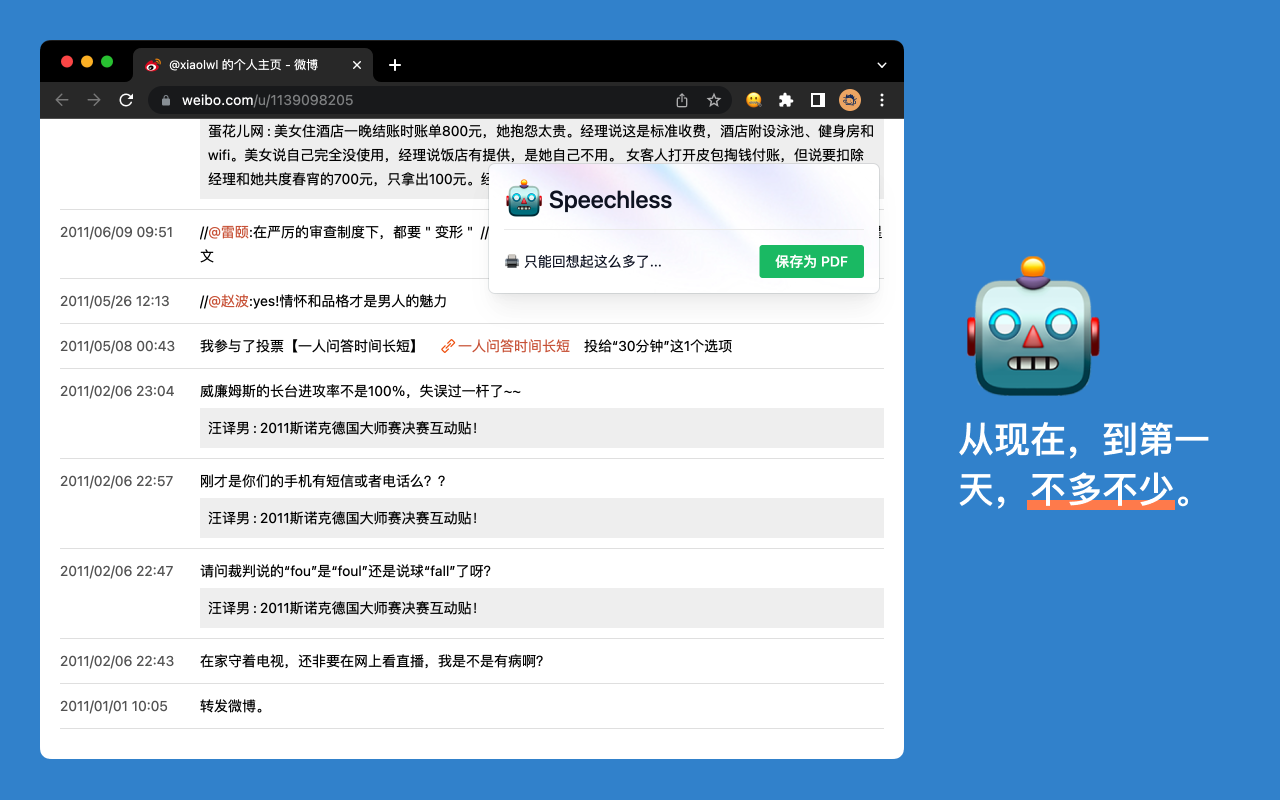 @xiaolwl 的个人主页 - 微博
weibo.com/u/1139098205
蛋花儿网 : 美女住酒店一晚结账时账单800元，她抱怨太贵。经理说这是标准收费，酒店附设泳池、健身房和
wifi。美女说自己完全没使用，经理说饭店有提供，是她自己不用。 女客人打开皮包掏钱付账，但说要扣除
经理和她共度春宵的700元，只拿出100元。
Speechless
🖨 只能回想起这么多了...
保存为 PDF
2011/06/09 09:51 //@雷颐:在严厉的审查制度下，都要 " 变形 " //
文
2011/05/26 12:13 //@赵波:yes!情怀和品格才是男人的魅力
2011/05/08 00:43 我参与了投票【一人问答时间长短】 一人问答时间长短 投给“30分钟”这1个选项
2011/02/06 23:04 威廉姆斯的长台进攻率不是100%，失误过一杆了~~
汪译男 : 2011斯诺克德国大师赛决赛互动贴！
2011/02/06 22:57 刚才是你们的手机有短信或者电话么？？
汪译男 : 2011斯诺克德国大师赛决赛互动贴！
2011/02/06 22:47 请问裁判说的“fou”是“foul”还是说球“fall”了呀?
汪译男 : 2011斯诺克德国大师赛决赛互动贴！
2011/02/06 22:43 在家守着电视，还非要在网上看直播，我是不是有病啊?
2011/01/01 10:05 转发微博。
从现在，到第一
天，不多不少。